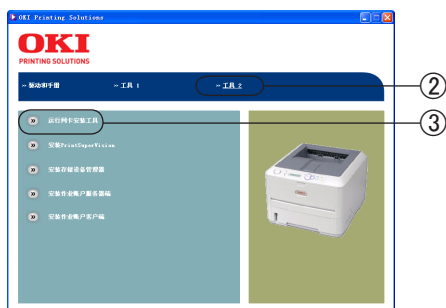 OKI Printing Solutions
OKI
PRINTING SOLUTIONS
» 驱动和手册 » 工具 1 » 工具 2
②
» 运行网卡安装工具
③
» 安装PrintSuperVision
» 安装存储设备管理器
» 安装作业账户服务器端
» 安装作业账户客户端